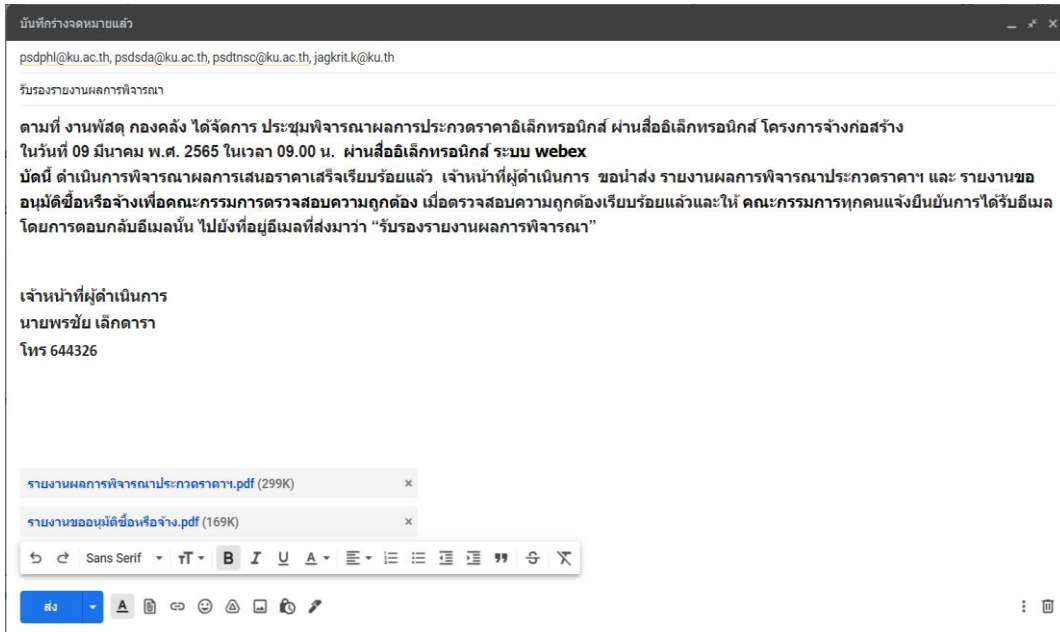 บันทึกร่างจดหมายแล้ว
psdphl@ku.ac.th, psdsda@ku.ac.th, psdtnsc@ku.ac.th, jagkrit.k@ku.th
รับรองรายงานผลการพิจารณา
ตามที่ งานพัสดุ กองคลัง ได้จัดการ ประชุมพิจารณาผลการประกวดราคาอิเล็กทรอนิกส์ ผ่านสื่ออิเล็กทรอนิกส์ โครงการจ้างก่อสร้าง
ในวันที่ 09 มีนาคม พ.ศ. 2565 ในเวลา 09.00 น. ผ่านสื่ออิเล็กทรอนิกส์ ระบบ webex
บัดนี้ ดำเนินการพิจารณาผลการเสนอราคาเสร็จเรียบร้อยแล้ว เจ้าหน้าที่ผู้ดำเนินการ ขอนำส่ง รายงานผลการพิจารณาประกวดราคาฯ และ รายงานขอ
อนุมัติซื้อหรือจ้างเพื่อคณะกรรมการตรวจสอบความถูกต้อง เมื่อตรวจสอบความถูกต้องเรียบร้อยแล้วและให้ คณะกรรมการทุกคนแจ้งยืนยันการได้รับอีเมล
โดยการตอบกลับอีเมลนั้น ไปยังที่อยู่อีเมลที่ส่งมาว่า “รับรองรายงานผลการพิจารณา”
เจ้าหน้าที่ผู้ดำเนินการ
นายพรชัย เล็กดารา
โทร 644326
รายงานผลการพิจารณาประกวดราคาฯ.pdf (299K)
รายงานขออนุมัติซื้อหรือจ้าง.pdf (169K)
Sans Serif
ส่ง